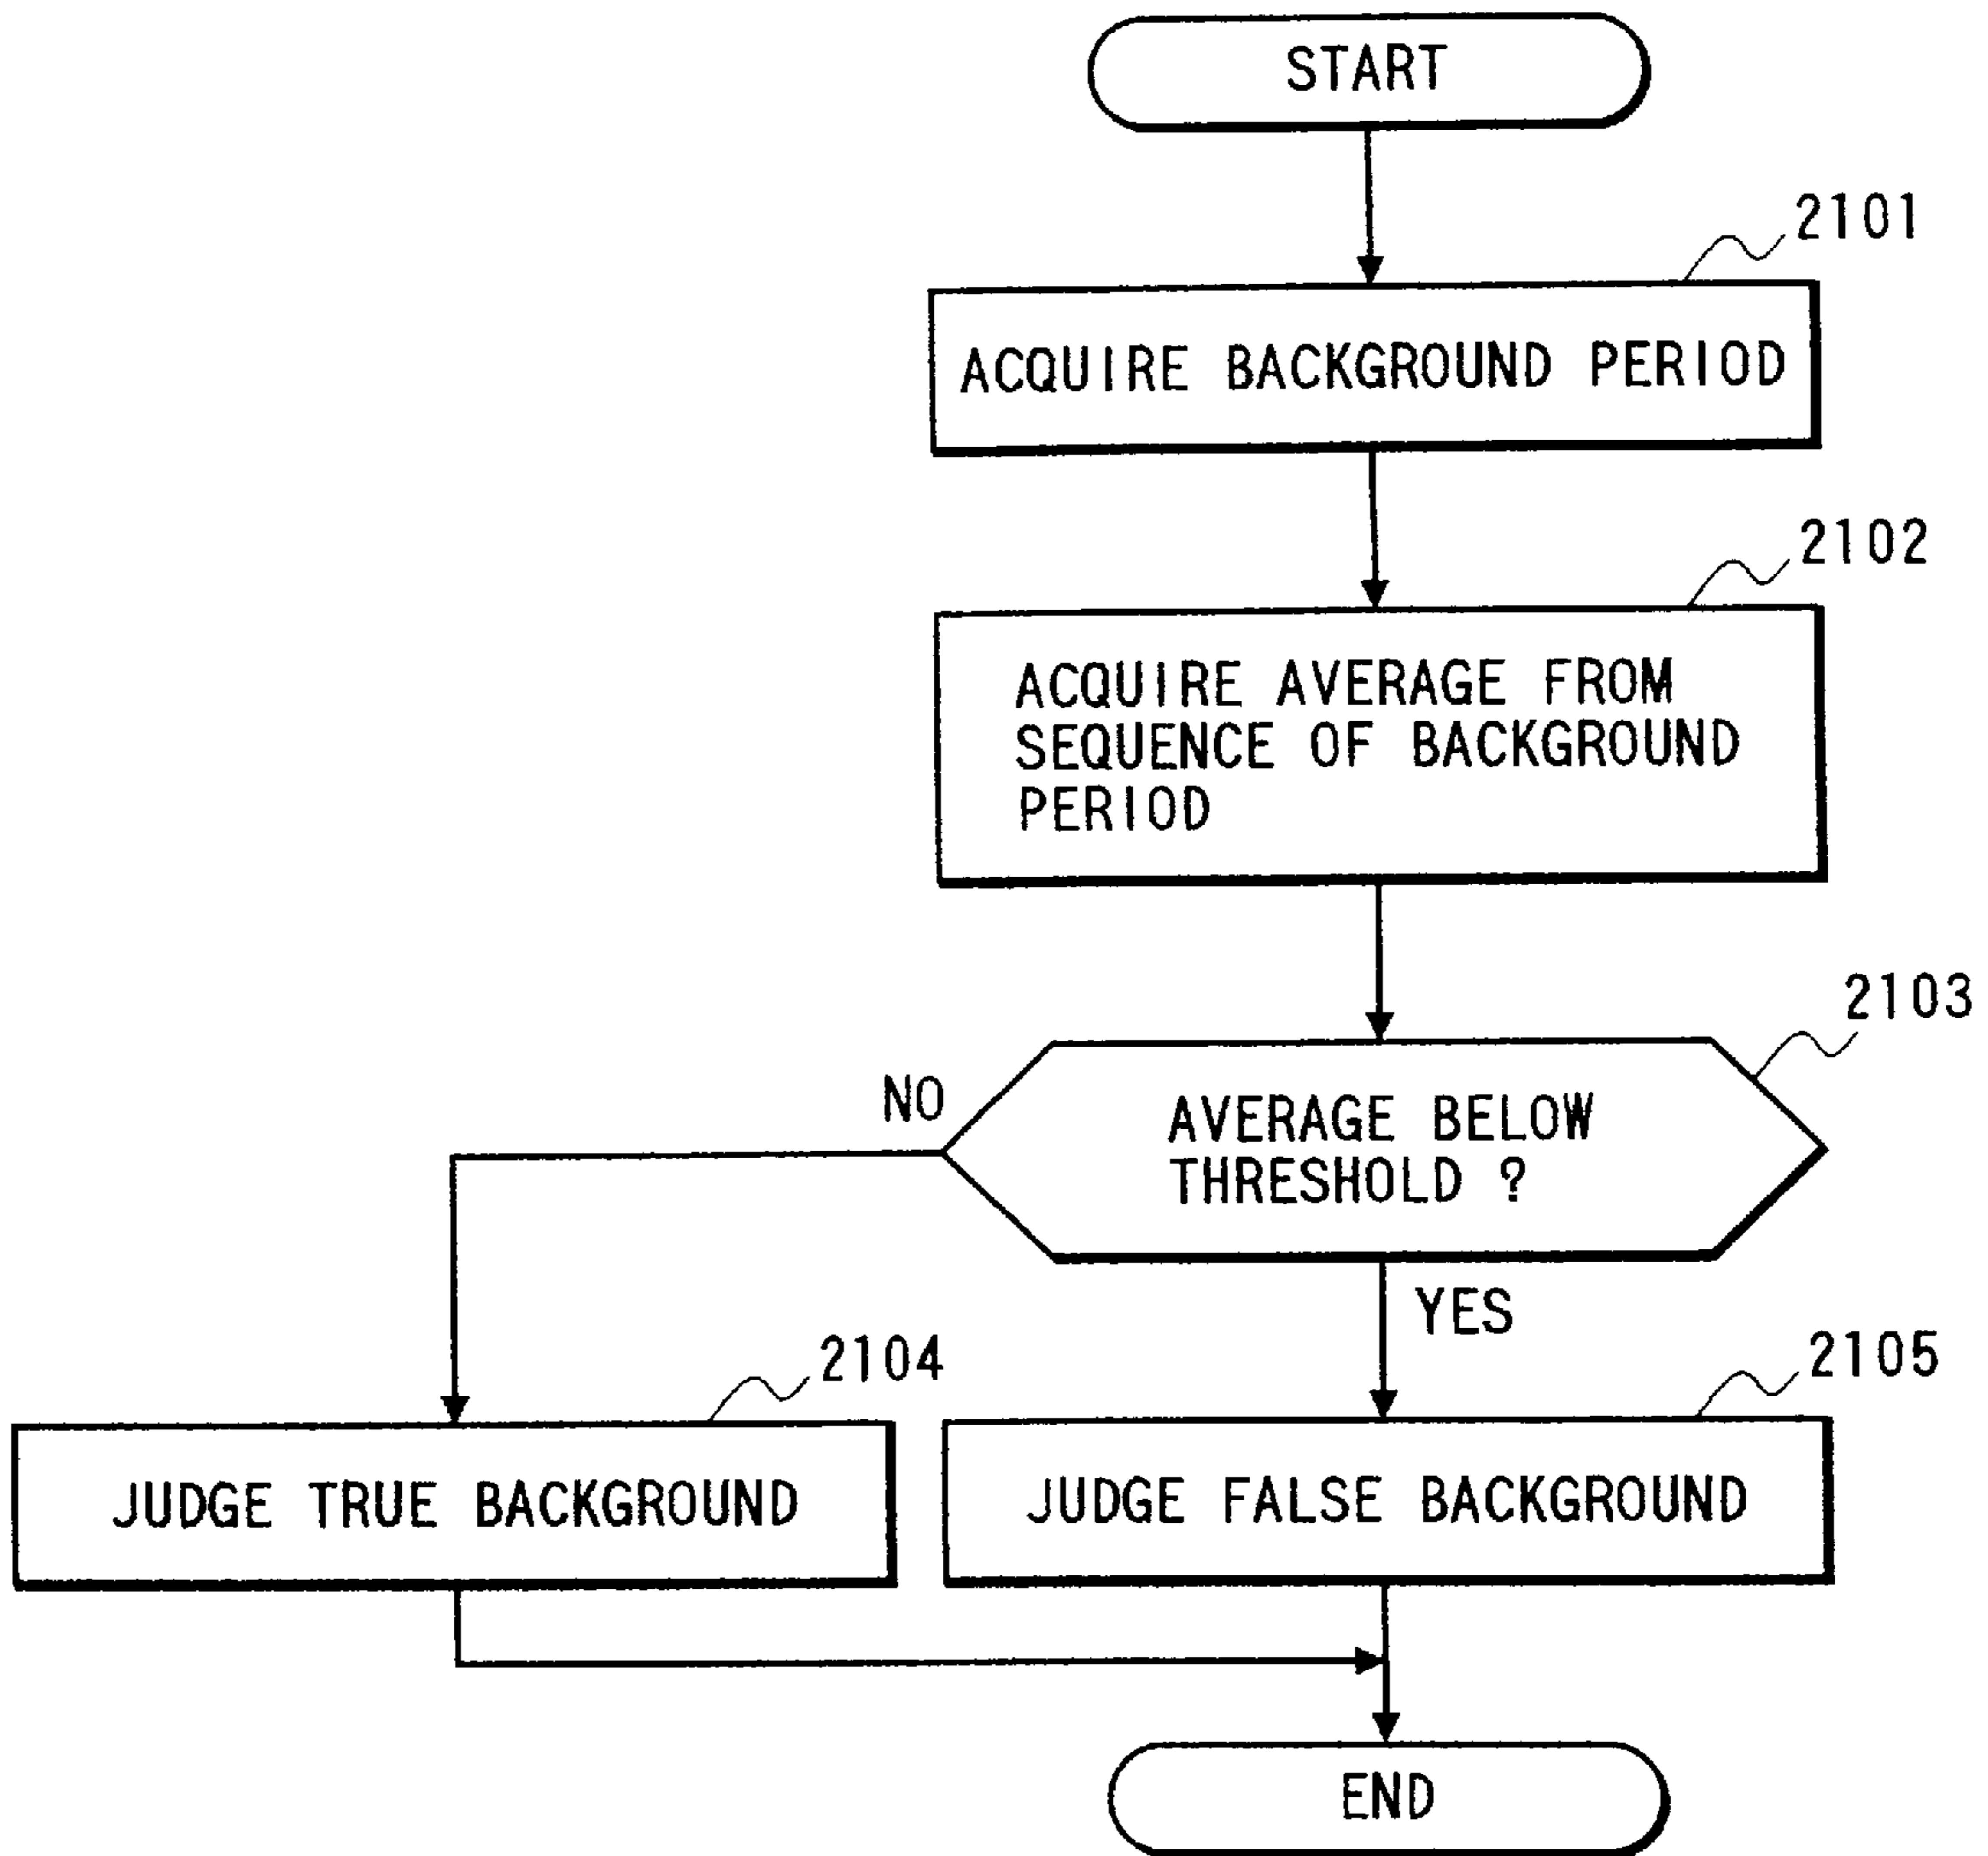 START
2101
ACQUIRE BACKGROUND PERIOD
2102
ACQUIRE AVERAGE FROM
SEQUENCE OF BACKGROUND
PERIOD
2103
NO
AVERAGE BELOW
THRESHOLD ?
YES
2104
2105
JUDGE TRUE BACKGROUND
JUDGE FALSE BACKGROUND
END